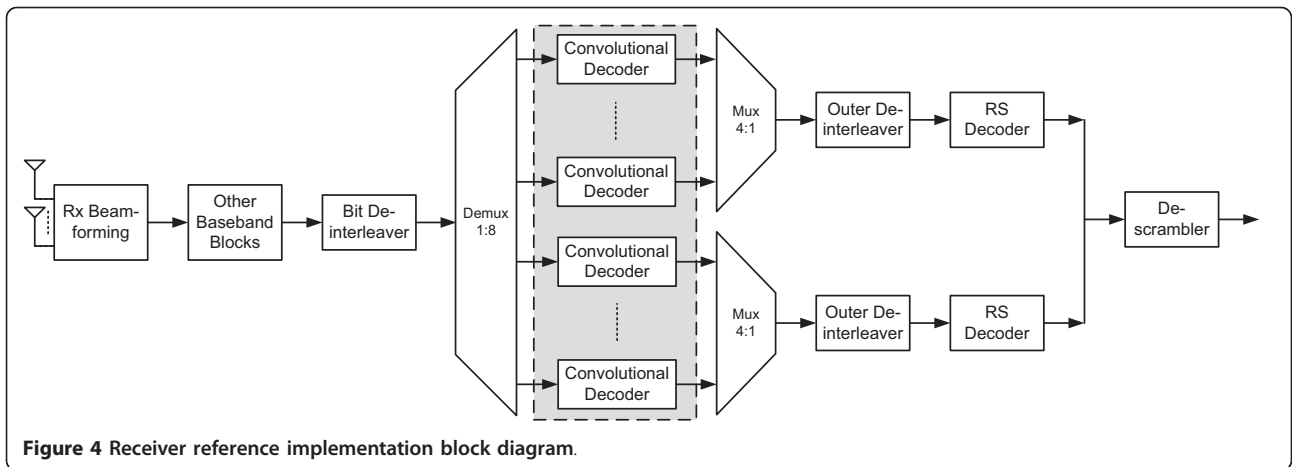 Rx Beam-
forming
Other
Baseband
Blocks
Bit De-
interleaver
Demux
1:8
Convolutional
Decoder
Convolutional
Decoder
Convolutional
Decoder
Convolutional
Decoder
Mux
4:1
Outer De-
interleaver
RS
Decoder
Mux
4:1
Outer De-
interleaver
RS
Decoder
De-
scrambler
Figure 4 Receiver reference implementation block diagram.